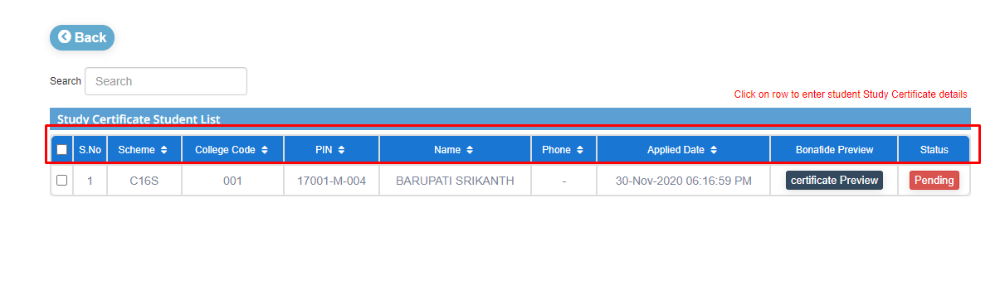 Back
Search Search
Click on row to enter student Study Certificate details
Study Certificate Student List
S.No Scheme College Code PIN Name Phone Applied Date Bonafide Preview Status
1 C16S 001 17001-M-004 BARUPATI SRIKANTH - 30-Nov-2020 06:16:59 PM certificate Preview Pending